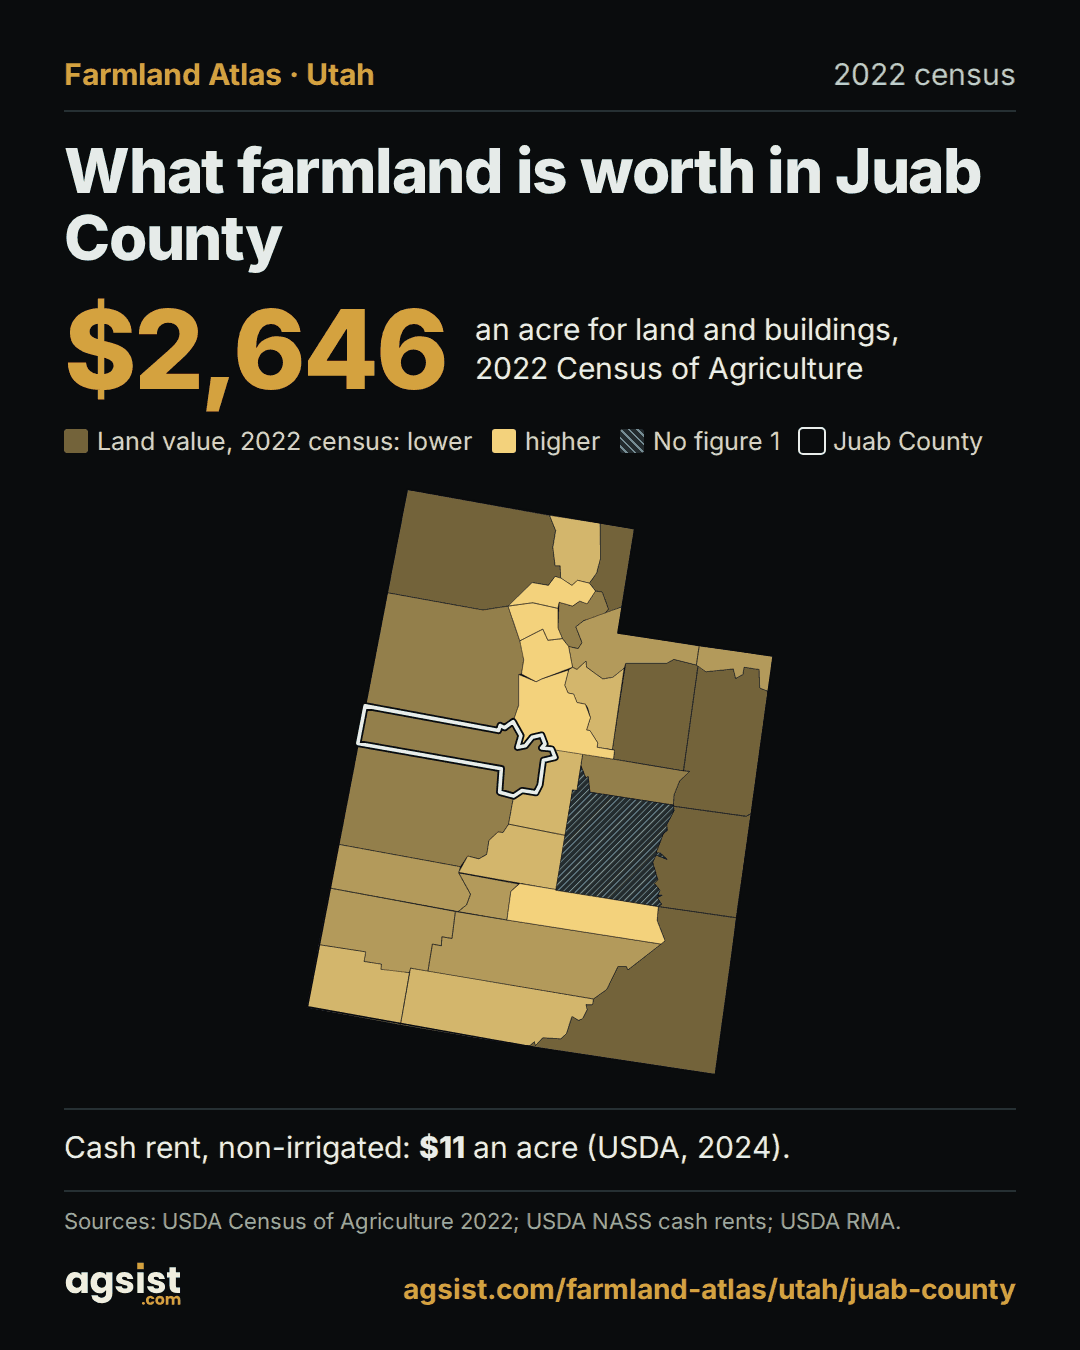 Farmland Atlas · Utah
2022 census
What farmland is worth in Juab
County
$2,646
an acre for land and buildings,
2022 Census of Agriculture
Land value, 2022 census: lower
higher
No figure 1
Juab County
Cash rent, non-irrigated: $11 an acre (USDA, 2024).
Sources: USDA Census of Agriculture 2022; USDA NASS cash rents; USDA RMA.
agsist
.com
agsist.com/farmland-atlas/utah/juab-county